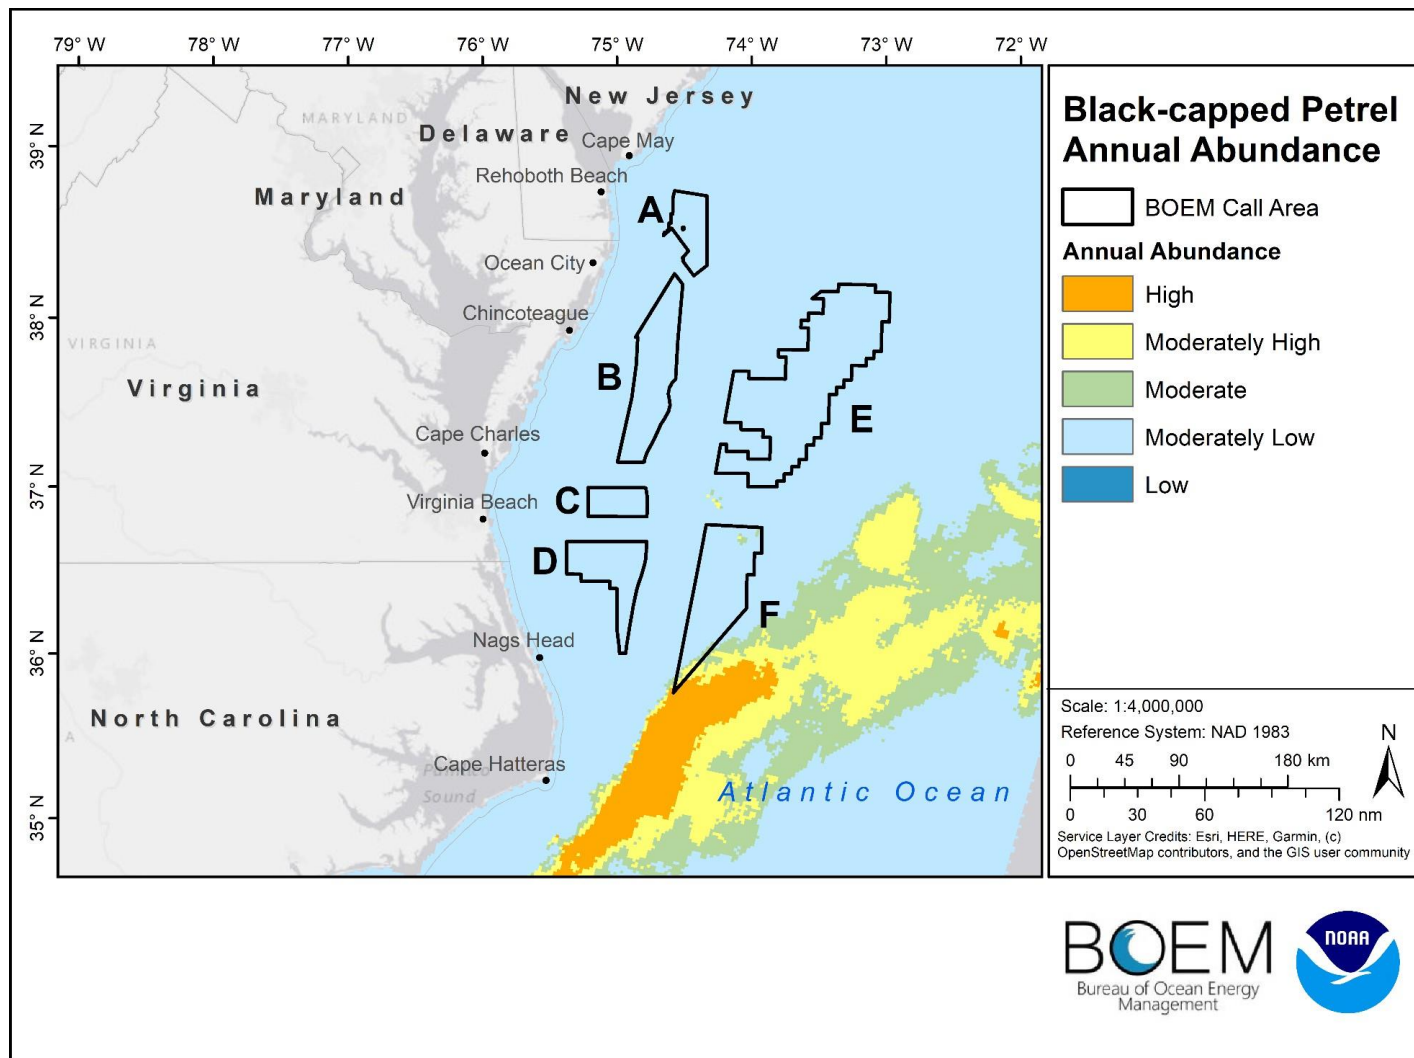 79° W 78° W 77° W 76° W 75° W 74° W 73° W 72° W
39° N
38° N
37° N
36° N
35° N
New Jersey
MARYLAND
Delaware
Cape May
Rehoboth Beach
Maryland
A
Ocean City
Chincoteague
VIRGINIA
B
Virginia
E
Cape Charles
Virginia Beach
C
D
F
Nags Head
North Carolina
A
Cape Hatteras
Pamlico
Sound
Atlantic Ocean
Black-capped Petrel
Annual Abundance
BOEM Call Area
Annual Abundance
High
Moderately High
Moderate
Moderately Low
Low
Scale: 1:4,000,000
Reference System: NAD 1983
N
0 45 90 180 km
0 30 60 120 nm
Service Layer Credits: Esri, HERE, Garmin, (c)
OpenStreetMap contributors, and the GIS user community
BOEM
Bureau of Ocean Energy
Management
NOAA